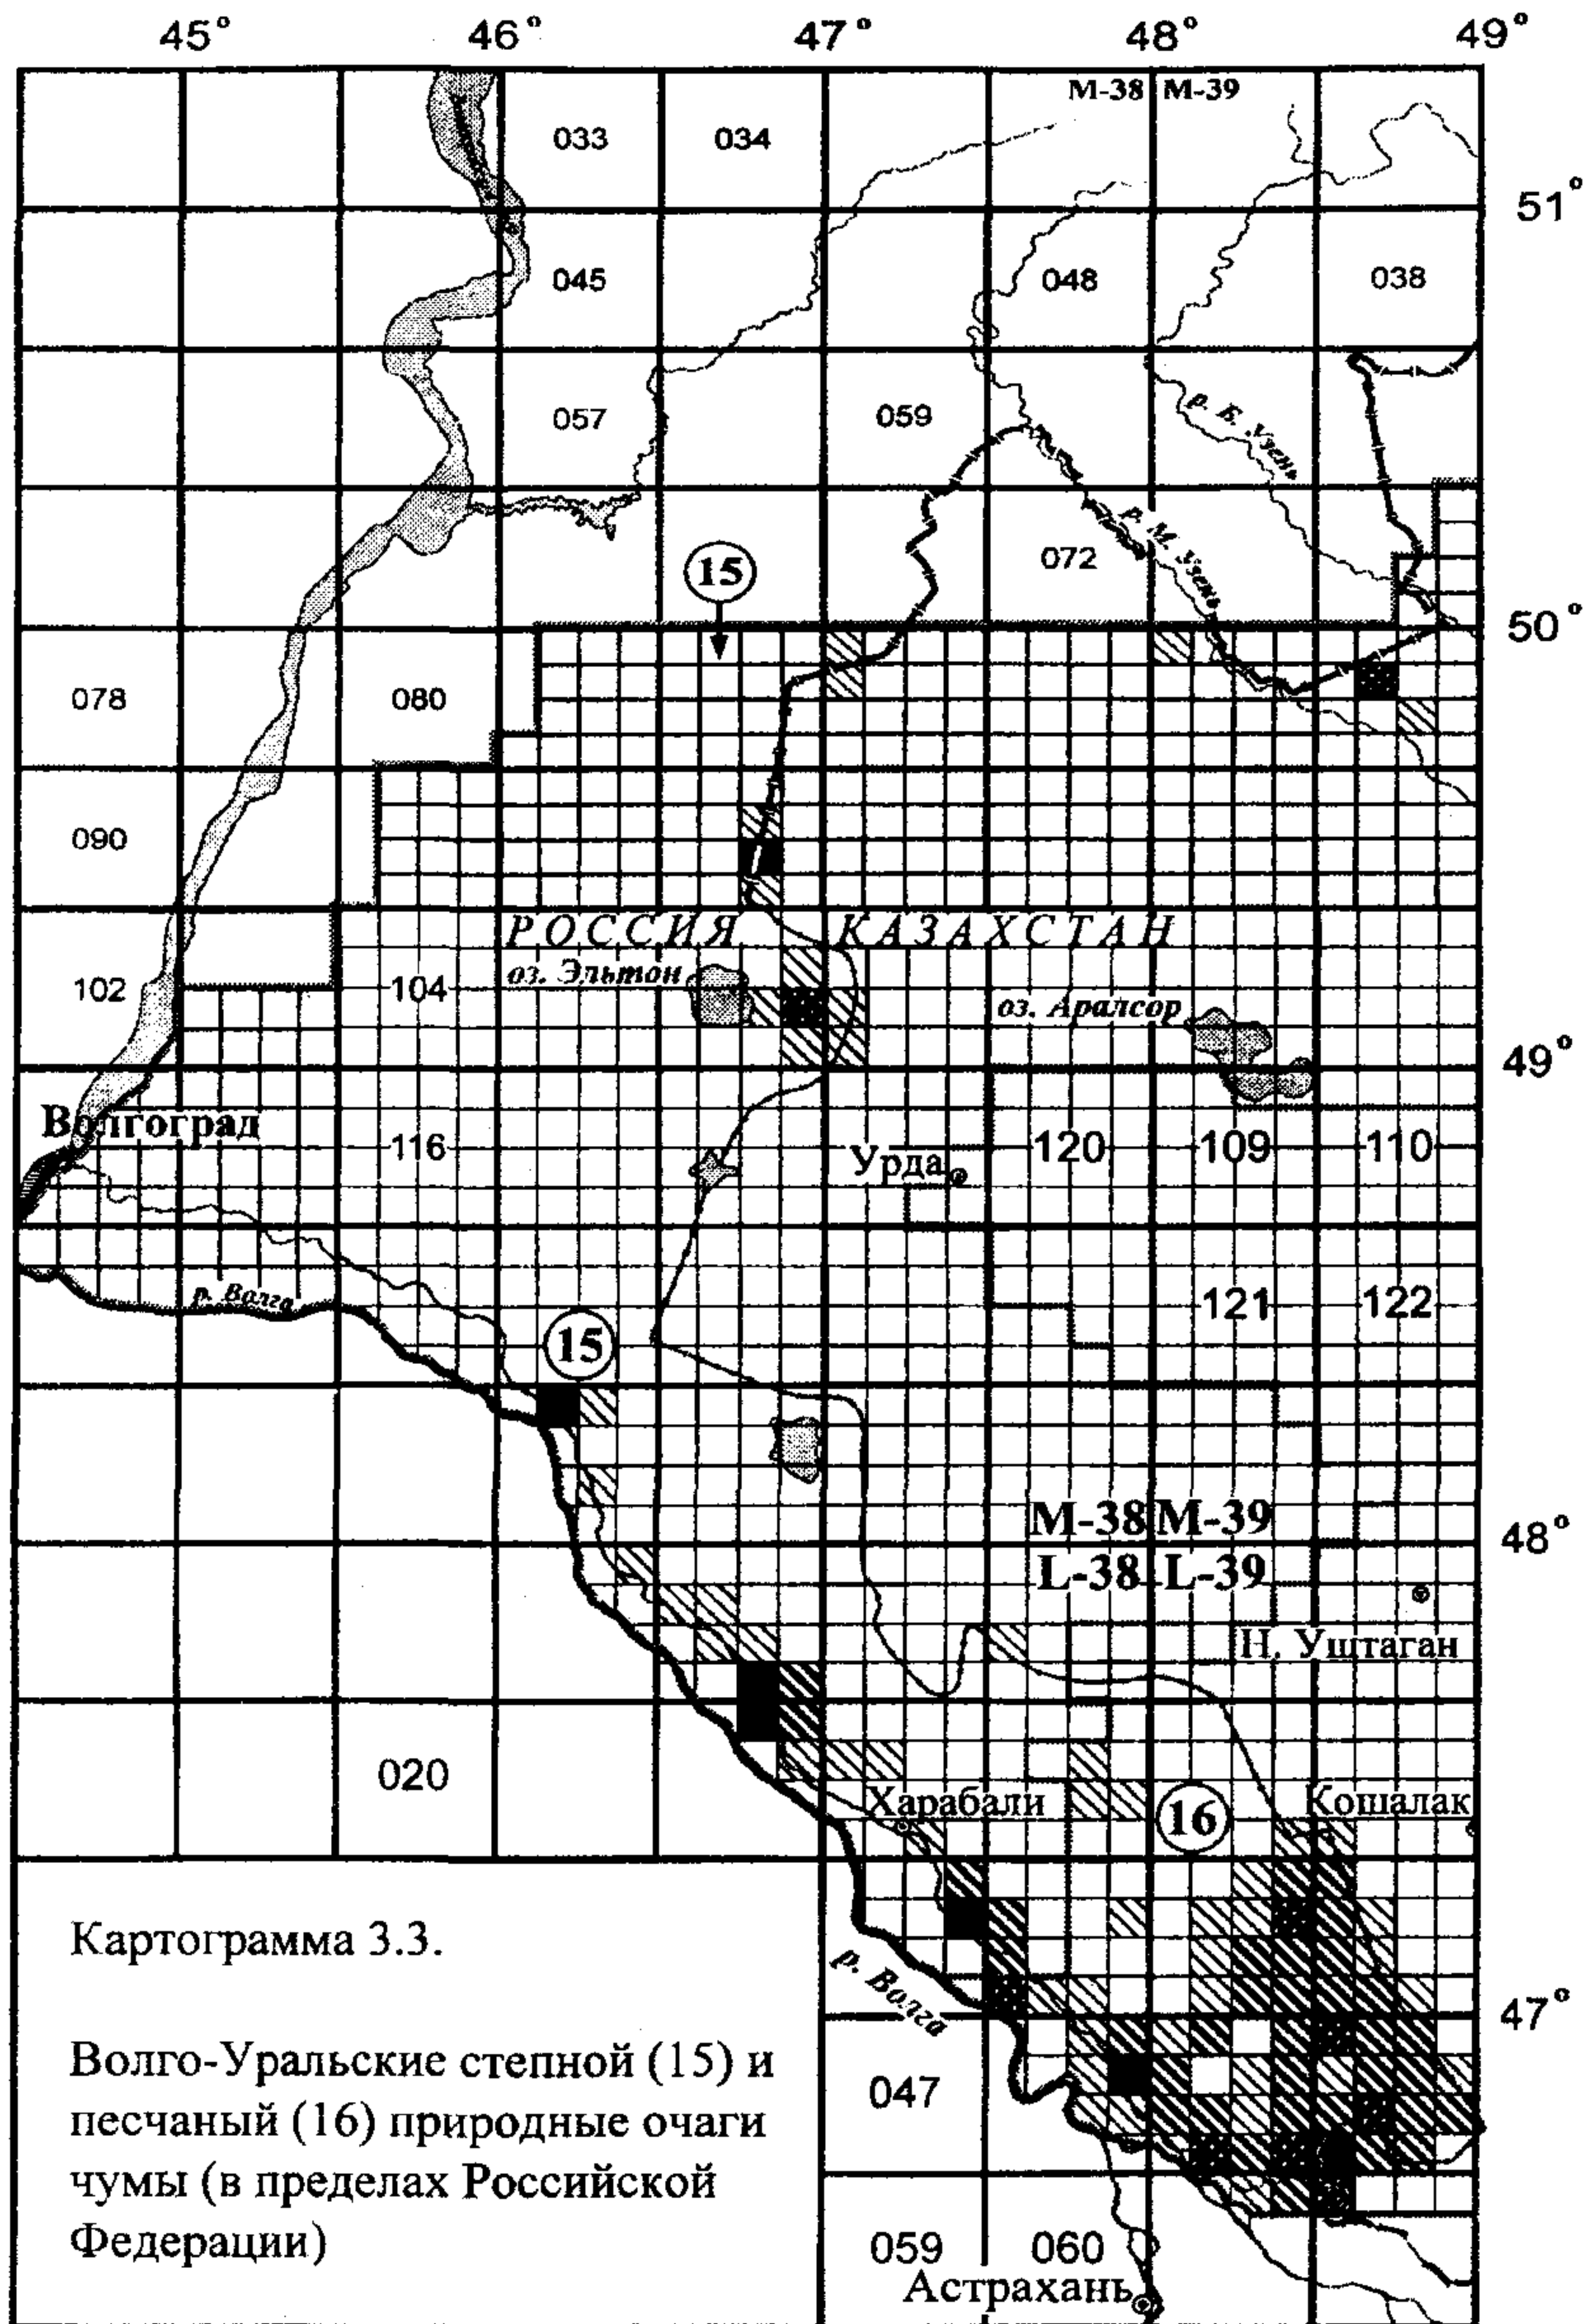 45° 46° 47° 48° 49°
М-38 М-39
033 034
51°
045 048 038
057 059
р. Б. Узень
р. М. Узень
072
15
50°
078 080
090
РОССИЯ КАЗАХСТАН
оз. Эльтон
102 104
оз. Аралсор
49°
Волгоград
116 Урда 120 109 110
р. Волга
121 122
15
М-38 М-39
48°
L-38 L-39
Н. Уштаган
020
Харабали 16 Кошалак
Картограмма 3.3.
р. Волга
47°
Волго-Уральские степной (15) и
песчаный (16) природные очаги
чумы (в пределах Российской
Федерации)
047
059 060
Астрахань